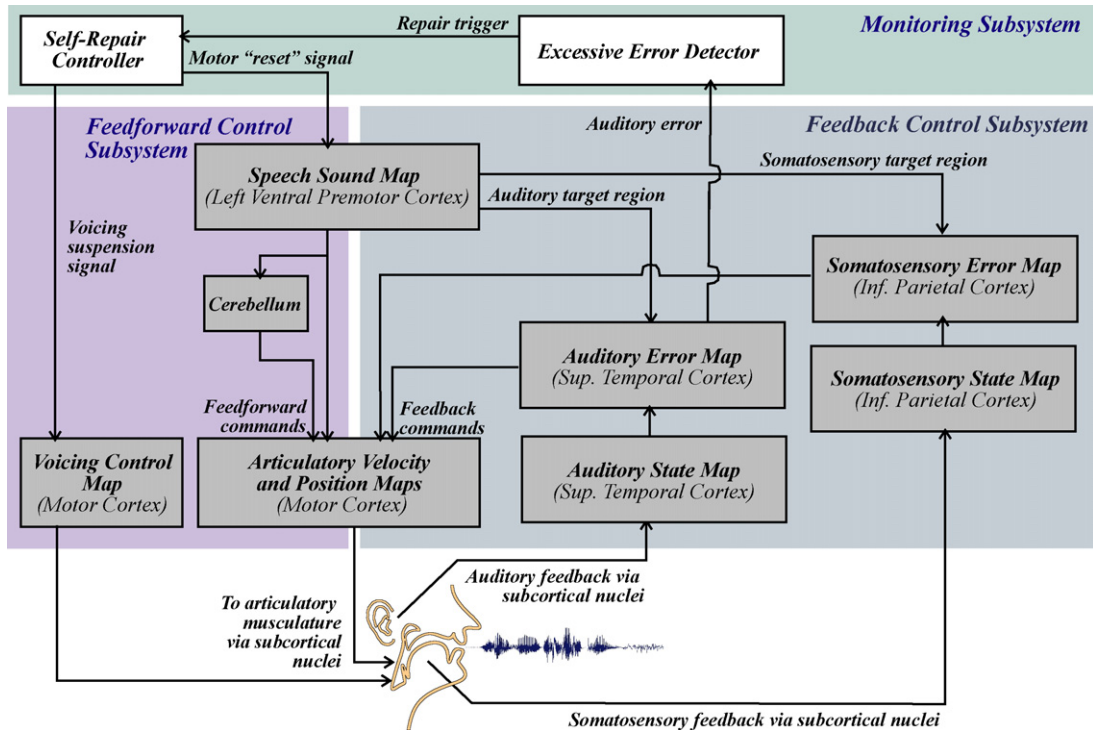 Monitoring Subsystem
Self-Repair
Controller
Repair trigger
Motor “reset” signal
Excessive Error Detector
Feedforward Control
Subsystem
Feedback Control Subsystem
Auditory error
Speech Sound Map
(Left Ventral Premotor Cortex)
Somatosensory target region
Auditory target region
Voicing
suspension
signal
Cerebellum
Somatosensory Error Map
(Inf. Parietal Cortex)
Auditory Error Map
(Sup. Temporal Cortex)
Somatosensory State Map
(Inf. Parietal Cortex)
Feedforward
commands
Feedback
commands
Voicing Control
Map
(Motor Cortex)
Articulatory Velocity
and Position Maps
(Motor Cortex)
Auditory State Map
(Sup. Temporal Cortex)
To articulatory
musculature
via subcortical
nuclei
Auditory feedback via
subcortical nuclei
Somatosensory feedback via subcortical nuclei